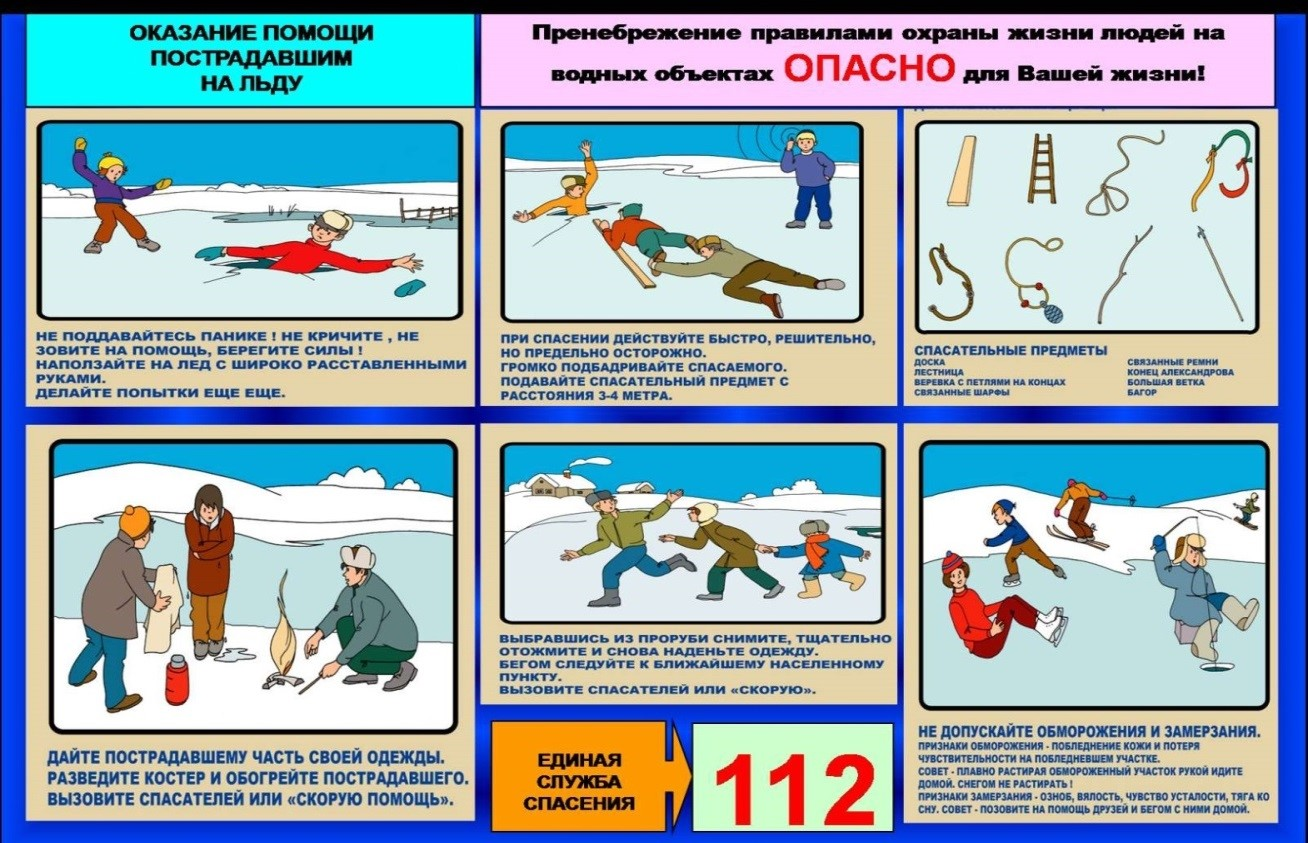 ОКАЗАНИЕ ПОМОЩИ
ПОСТРАДАВШИМ
НА ЛЬДУ
Пренебрежение правилами охраны жизни людей на
водных объектах ОПАСНО для Вашей жизни!
НЕ ПОДДАВАЙТЕСЬ ПАНИКЕ ! НЕ КРИЧИТЕ , НЕ
ЗОВИТЕ НА ПОМОЩЬ, БЕРЕГИТЕ СИЛЫ !
НАПОЛЗАЙТЕ НА ЛЕД С ШИРОКО РАССТАВЛЕННЫМИ
РУКАМИ.
ДЕЛАЙТЕ ПОПЫТКИ ЕЩЕ ЕЩЕ.
ПРИ СПАСЕНИИ ДЕЙСТВУЙТЕ БЫСТРО, РЕШИТЕЛЬНО,
НО ПРЕДЕЛЬНО ОСТОРОЖНО.
ГРОМКО ПОДБАДРИВАЙТЕ СПАСАЕМОГО.
ПОДАВАЙТЕ СПАСАТЕЛЬНЫЙ ПРЕДМЕТ С
РАССТОЯНИЯ 3-4 МЕТРА.
СПАСАТЕЛЬНЫЕ ПРЕДМЕТЫ
ДОСКА
ЛЕСТНИЦА
ВЕРЕВКА С ПЕТЛЯМИ НА КОНЦАХ
СВЯЗАННЫЕ ШАРФЫ
СВЯЗАННЫЕ РЕМНИ
КОНЕЦ АЛЕКСАНДРОВА
БОЛЬШАЯ ВЕТКА
БАГОР
ДАЙТЕ ПОСТРАДАВШЕМУ ЧАСТЬ СВОЕЙ ОДЕЖДЫ.
РАЗВЕДИТЕ КОСТЕР И ОБОГРЕЙТЕ ПОСТРАДАВШЕГО.
ВЫЗОВИТЕ СПАСАТЕЛЕЙ ИЛИ «СКОРУЮ ПОМОЩЬ».
ВЫБРАВШИСЬ ИЗ ПРОРУБИ СНИМИТЕ, ТЩАТЕЛЬНО
ОТОЖМИТЕ И СНОВА НАДЕНЬТЕ ОДЕЖДУ.
БЕГОМ СЛЕДУЙТЕ К БЛИЖАЙШЕМУ НАСЕЛЕННОМУ
ПУНКТУ.
ВЫЗОВИТЕ СПАСАТЕЛЕЙ ИЛИ «СКОРУЮ».
ЕДИНАЯ
СЛУЖБА
СПАСЕНИЯ
112
НЕ ДОПУСКАЙТЕ ОБМОРОЖЕНИЯ И ЗАМЕРЗАНИЯ.
ПРИЗНАКИ ОБМОРОЖЕНИЯ - ПОБЛЕДНЕНИЕ КОЖИ И ПОТЕРЯ
ЧУВСТВИТЕЛЬНОСТИ НА ПОБЛЕДНЕВШЕМ УЧАСТКЕ.
СОВЕТ - ПЛАВНО РАСТИРАЯ ОБМОРОЖЕННЫЙ УЧАСТОК РУКОЙ ИДИТЕ
ДОМОЙ. СНЕГОМ НЕ РАСТИРАТЬ !
ПРИЗНАКИ ЗАМЕРЗАНИЯ - ОЗНОБ, ВЯЛОСТЬ, ЧУВСТВО УСТАЛОСТИ, ТЯГА КО
СНУ. СОВЕТ - ПОЗОВИТЕ НА ПОМОЩЬ ДРУЗЕЙ И БЕГОМ С НИМИ ДОМОЙ.